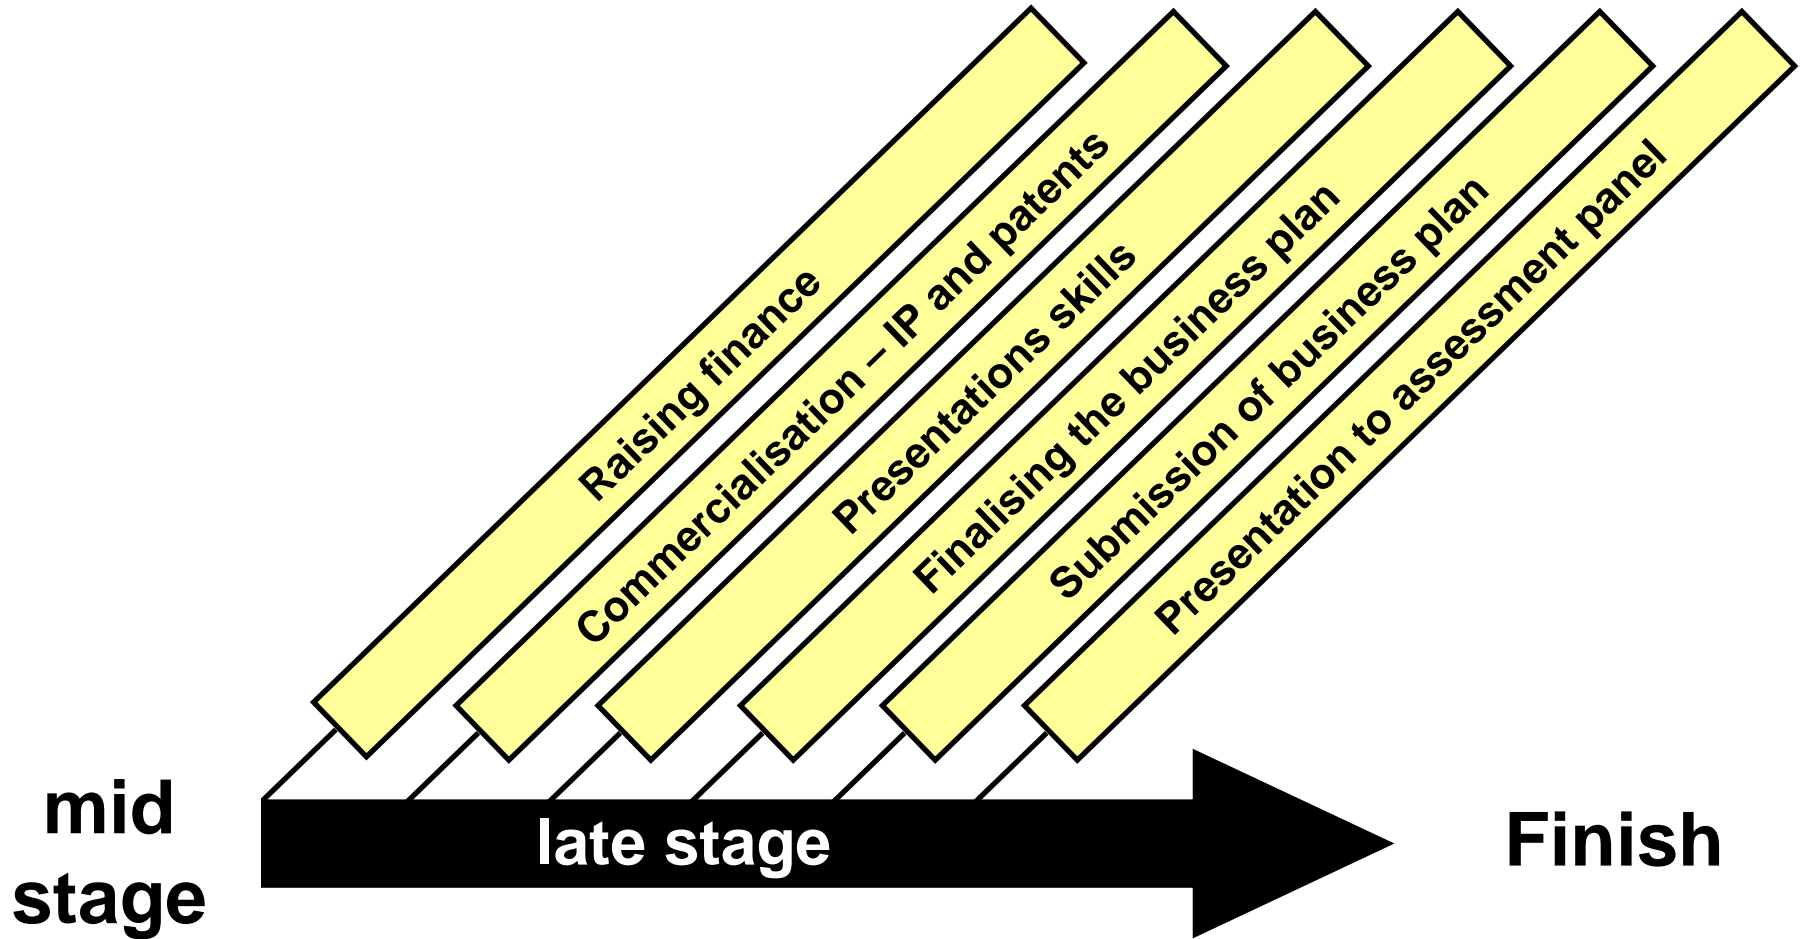 Raising finance
Commercialisation – IP and patents
Presentations skills
Finalising the business plan
Submission of business plan
Presentation to assessment panel
mid
stage
late stage
Finish